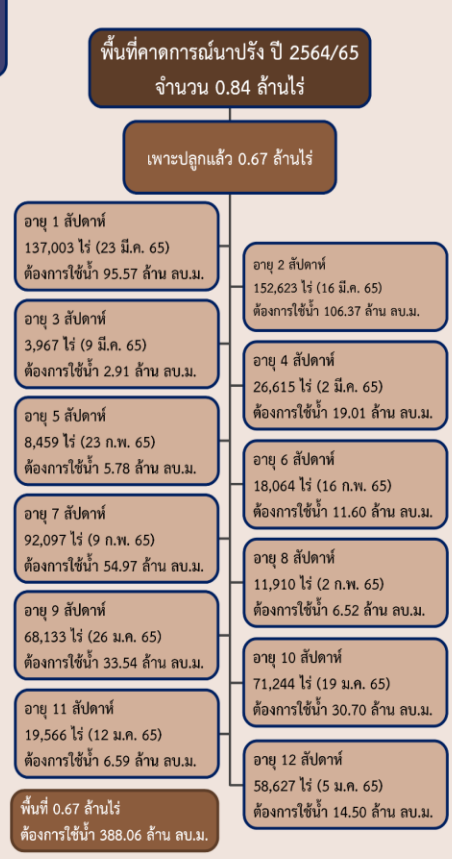 พื้นที่คาดการณ์นาปรัง ปี 2564/65
จำนวน 0.84 ล้านไร่
เพาะปลูกแล้ว 0.67 ล้านไร่
อายุ 1 สัปดาห์
137,003 ไร่ (23 มี.ค. 65)
ต้องการใช้น้ำ 95.57 ล้าน ลบ.ม.
อายุ 2 สัปดาห์
152,623 ไร่ (16 มี.ค. 65)
ต้องการใช้น้ำ 106.37 ล้าน ลบ.ม.
อายุ 3 สัปดาห์
3,967 ไร่ (9 มี.ค. 65)
ต้องการใช้น้ำ 2.91 ล้าน ลบ.ม.
อายุ 4 สัปดาห์
26,615 ไร่ (2 มี.ค. 65)
ต้องการใช้น้ำ 19.01 ล้าน ลบ.ม.
อายุ 5 สัปดาห์
8,459 ไร่ (23 ก.พ. 65)
ต้องการใช้น้ำ 5.78 ล้าน ลบ.ม.
อายุ 6 สัปดาห์
18,064 ไร่ (16 ก.พ. 65)
ต้องการใช้น้ำ 11.60 ล้าน ลบ.ม.
อายุ 7 สัปดาห์
92,097 ไร่ (9 ก.พ. 65)
ต้องการใช้น้ำ 54.97 ล้าน ลบ.ม.
อายุ 8 สัปดาห์
11,910 ไร่ (2 ก.พ. 65)
ต้องการใช้น้ำ 6.52 ล้าน ลบ.ม.
อายุ 9 สัปดาห์
68,133 ไร่ (26 ม.ค. 65)
ต้องการใช้น้ำ 33.54 ล้าน ลบ.ม.
อายุ 10 สัปดาห์
71,244 ไร่ (19 ม.ค. 65)
ต้องการใช้น้ำ 30.70 ล้าน ลบ.ม.
อายุ 11 สัปดาห์
19,566 ไร่ (12 ม.ค. 65)
ต้องการใช้น้ำ 6.59 ล้าน ลบ.ม.
อายุ 12 สัปดาห์
58,627 ไร่ (5 ม.ค. 65)
ต้องการใช้น้ำ 14.50 ล้าน ลบ.ม.
พื้นที่ 0.67 ล้านไร่
ต้องการใช้น้ำ 388.06 ล้าน ลบ.ม.